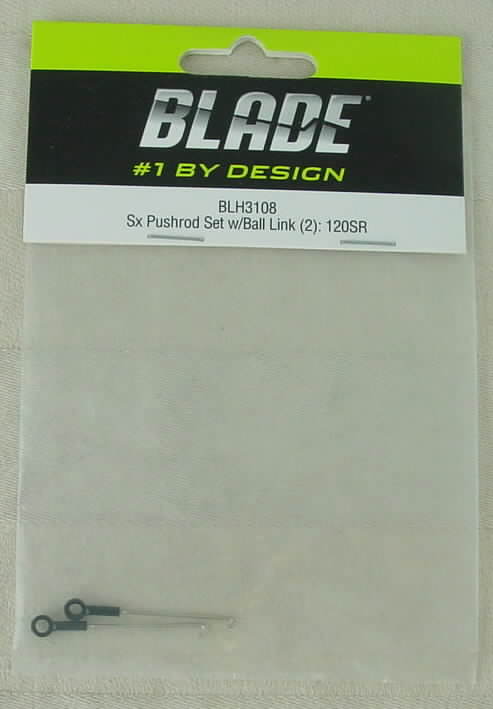 BLADE
#1 BY DESIGN
BLH3108
Sx Pushrod Set w/Ball Link (2): 120SR